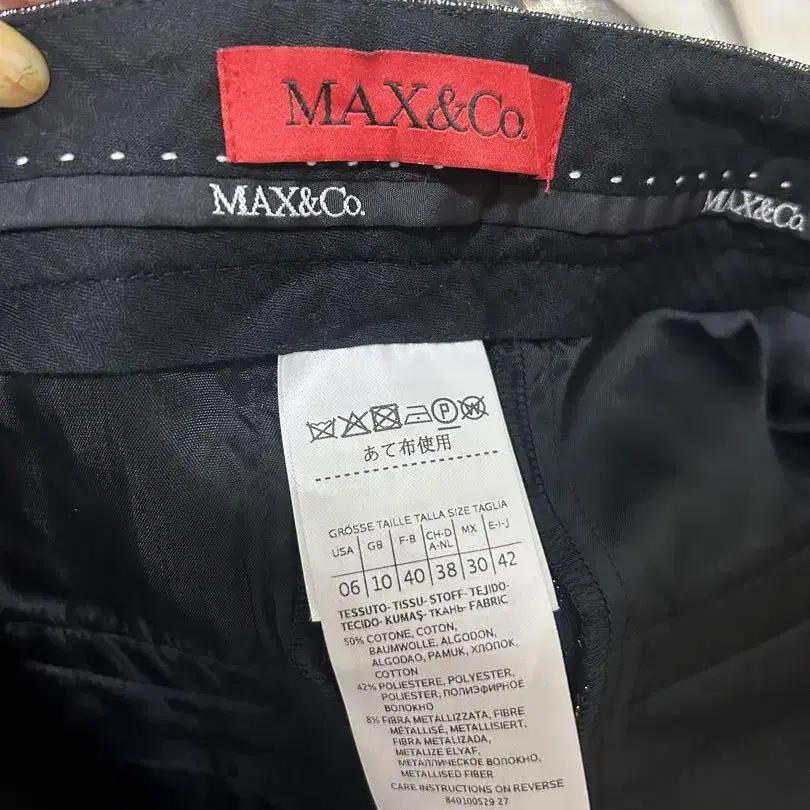 MAX&Co.
MAX&Co.
MAX&Co.
P W
あて布使用
GRÖSSE TAILLE TALLA SIZE TAGLIA
USA GB F-B CH-D A-NL MX E-I-J
06 10 40 38 30 42
TESSUTO-TISSU-STOFF-TEJIDO-
TECIDO-KUMAŞ-ТКАНЬ-FABRIC
50% COTONE, COTON,
BAUMWOLLE, ALGODON,
ALGODAO, PAMUK, ХЛОПОК,
COTTON
42% POLIESTERE, POLYESTER,
POLIESTER, ПОЛИЭФИРНОЕ
ВОЛОКНО
8% FIBRA METALLIZZATA, FIBRE
MÉTALLISÉ, METALLISIERT,
FIBRA METALIZADA,
METALIZE ELYAF,
МЕТАЛЛИЧЕСКОЕ ВОЛОКНО,
METALLISED FIBER
CARE INSTRUCTIONS ON REVERSE
840100529 27